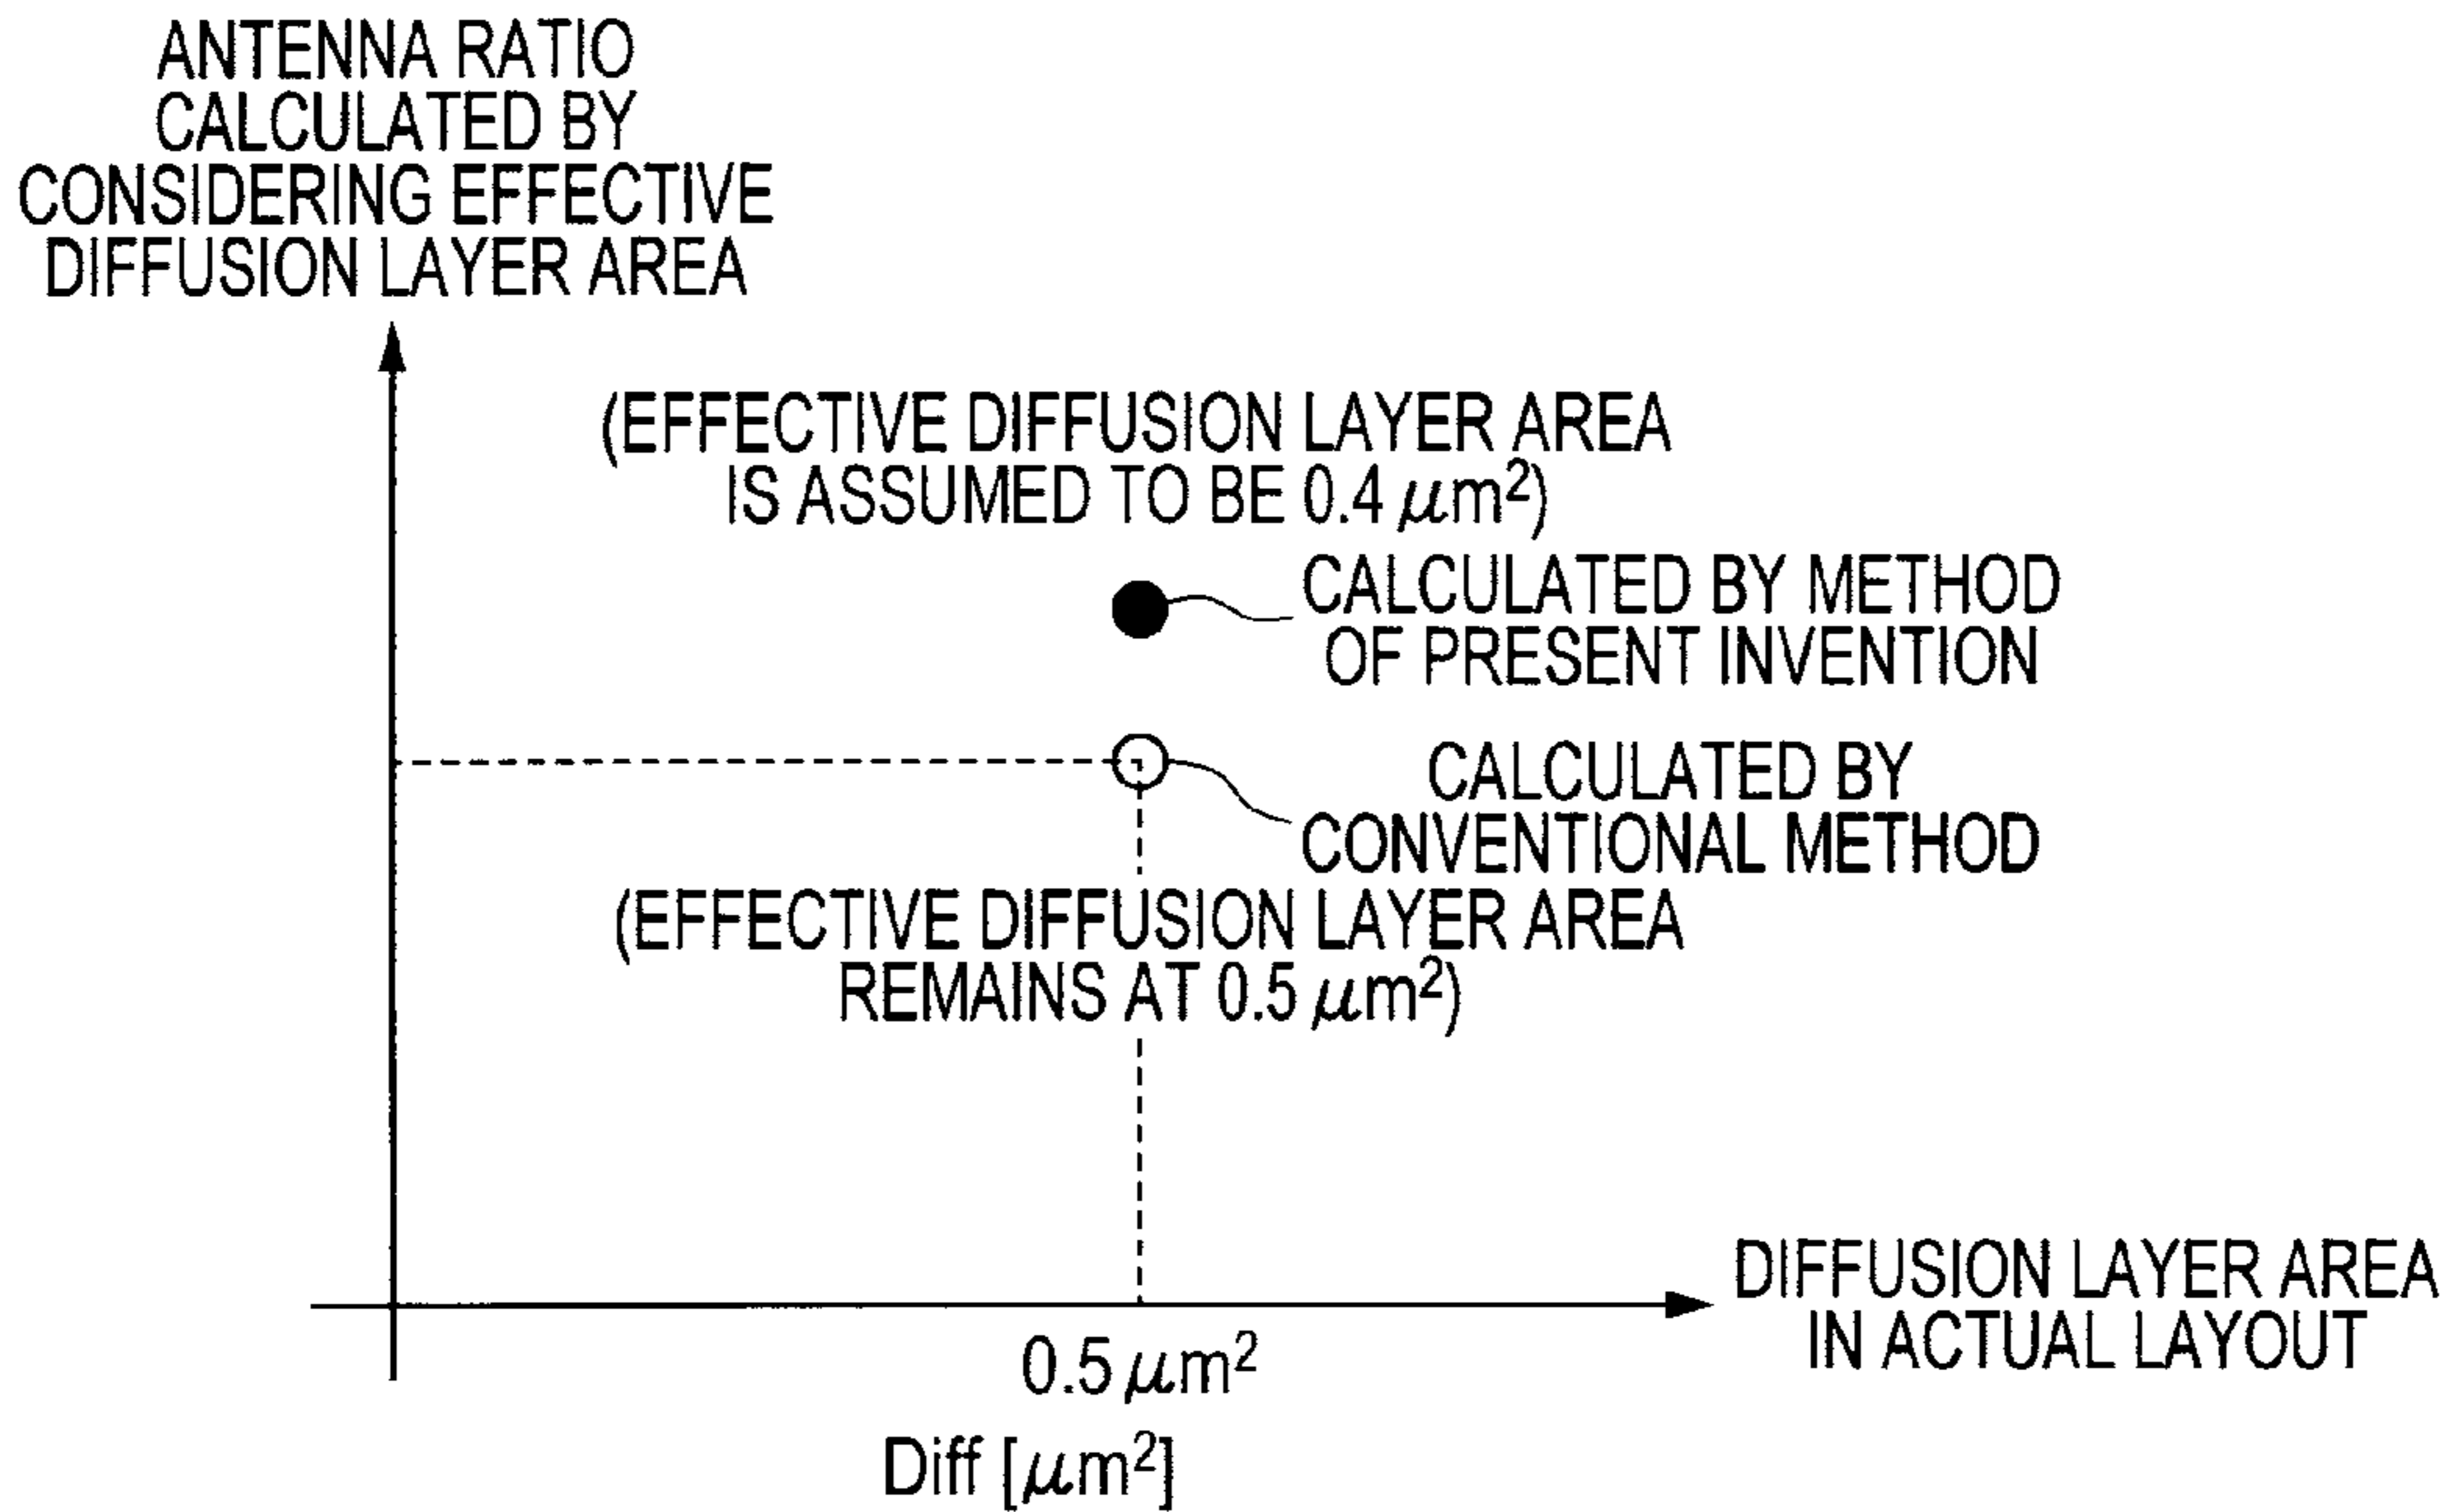 ANTENNA RATIO
CALCULATED BY
CONSIDERING EFFECTIVE
DIFFUSION LAYER AREA
(EFFECTIVE DIFFUSION LAYER AREA
IS ASSUMED TO BE 0.4 μm²)
CALCULATED BY METHOD
OF PRESENT INVENTION
CALCULATED BY
CONVENTIONAL METHOD
(EFFECTIVE DIFFUSION LAYER AREA
REMAINS AT 0.5 μm²)
DIFFUSION LAYER AREA
IN ACTUAL LAYOUT
0.5 μm²
Diff [μm²]